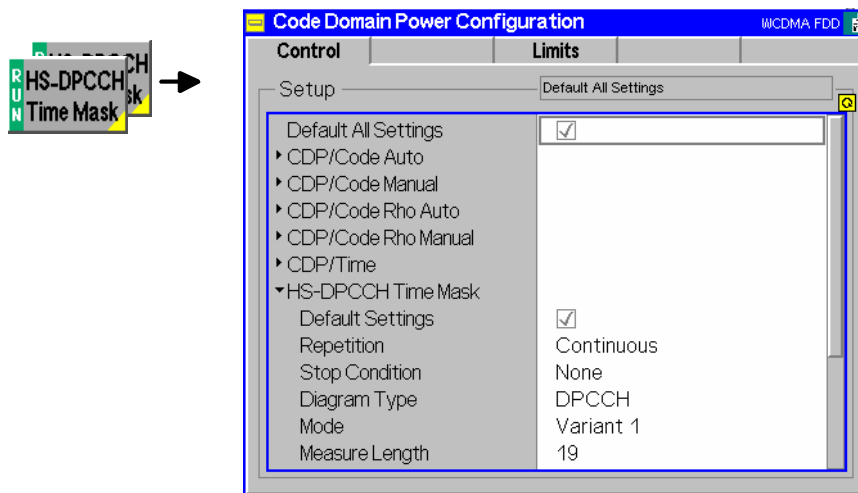 Code Domain Power Configuration WCDMA FDD
Control Limits
HS-DPCCH
Time Mask
RUN
Setup Default All Settings
Default All Settings
CDP/Code Auto
CDP/Code Manual
CDP/Code Rho Auto
CDP/Code Rho Manual
CDP/Time
HS-DPCCH Time Mask
Default Settings
Repetition Continuous
Stop Condition None
Diagram Type DPCCH
Mode Variant 1
Measure Length 19